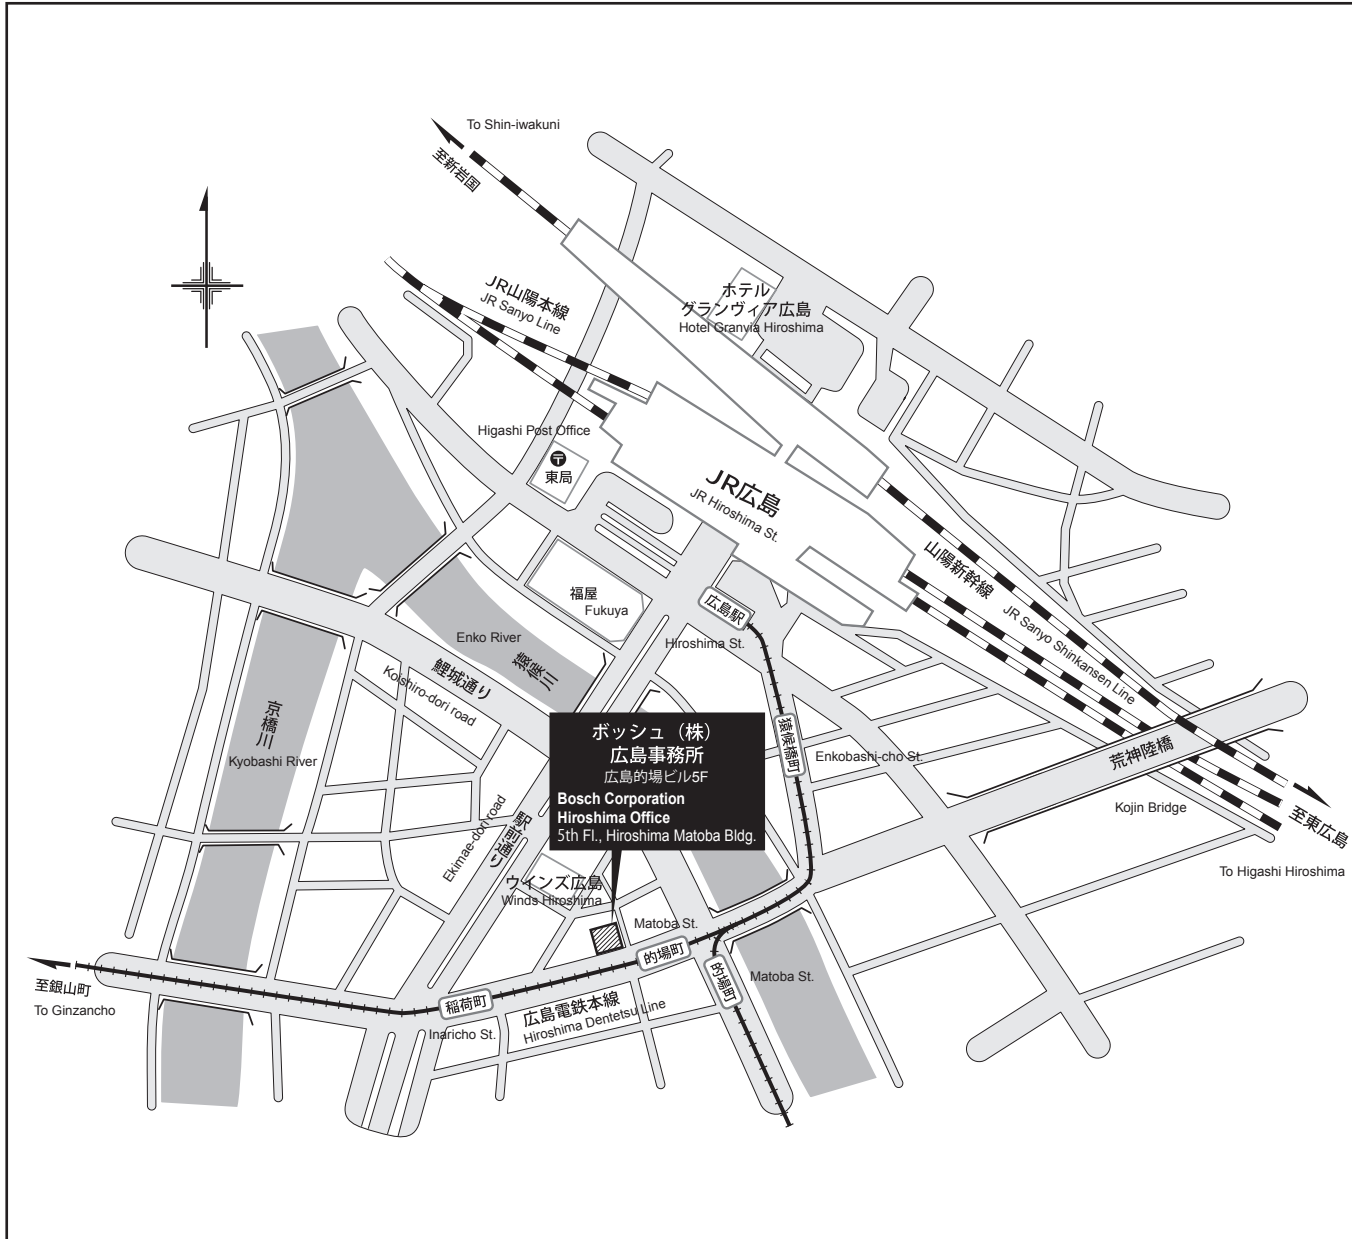 To Shin-iwakuni
至新岩国
JR山陽本線
JR Sanyo Line
ホテル
グランヴィア広島
Hotel Granvia Hiroshima
Higashi Post Office
東局
JR広島
JR Hiroshima St.
福屋
Fukuya
広島駅
Hiroshima St.
山陽新幹線
JR Sanyo Shinkansen Line
Enko River
猿候川
鯉城通り
Koishiro-dori road
京橋川
Kyobashi River
ボッシュ（株）
広島事務所
広島的場ビル5F
Bosch Corporation
Hiroshima Office
5th Fl., Hiroshima Matoba Bldg.
猿候橋町
Enkobashi-cho St.
荒神陸橋
Kojin Bridge
至東広島
To Higashi Hiroshima
駅前通り
Ekimae-dori road
ウインズ広島
Winds Hiroshima
Matoba St.
的場町
的場町
Matoba St.
至銀山町
To Ginzancho
稲荷町
Inaricho St.
広島電鉄本線
Hiroshima Dentetsu Line